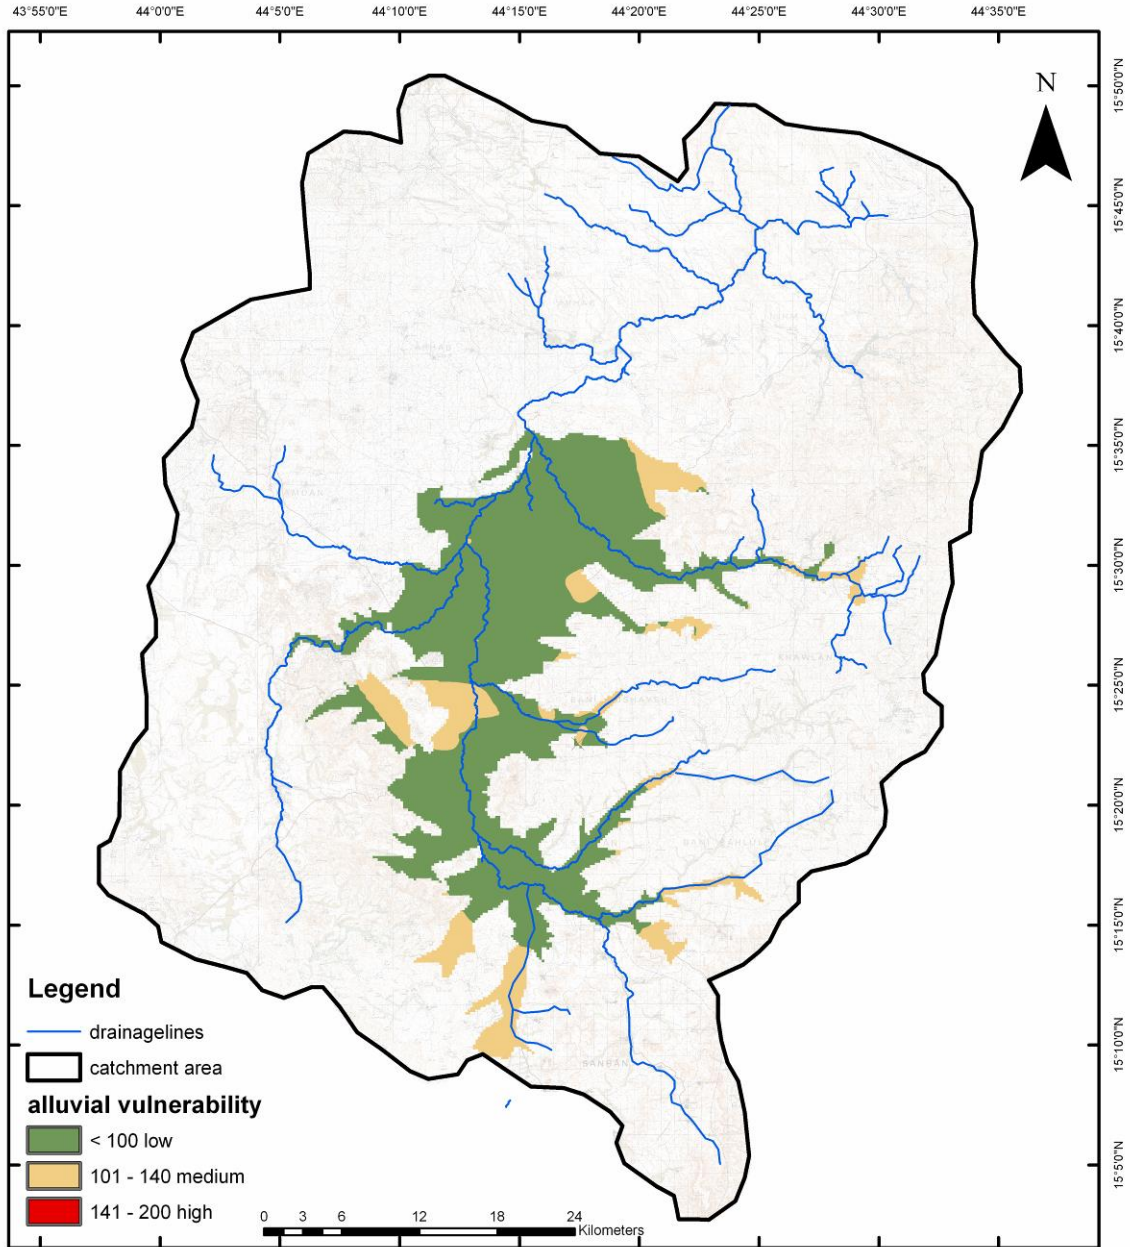 43°55'0"E 44°0'0"E 44°5'0"E 44°10'0"E 44°15'0"E 44°20'0"E 44°25'0"E 44°30'0"E 44°35'0"E
N
15°50'0"N
15°45'0"N
15°40'0"N
15°35'0"N
15°30'0"N
15°25'0"N
15°20'0"N
15°15'0"N
15°10'0"N
15°5'0"N
Legend
drainagelines
catchment area
alluvial vulnerability
< 100 low
101 - 140 medium
141 - 200 high
0 3 6 12 18 24
Kilometers